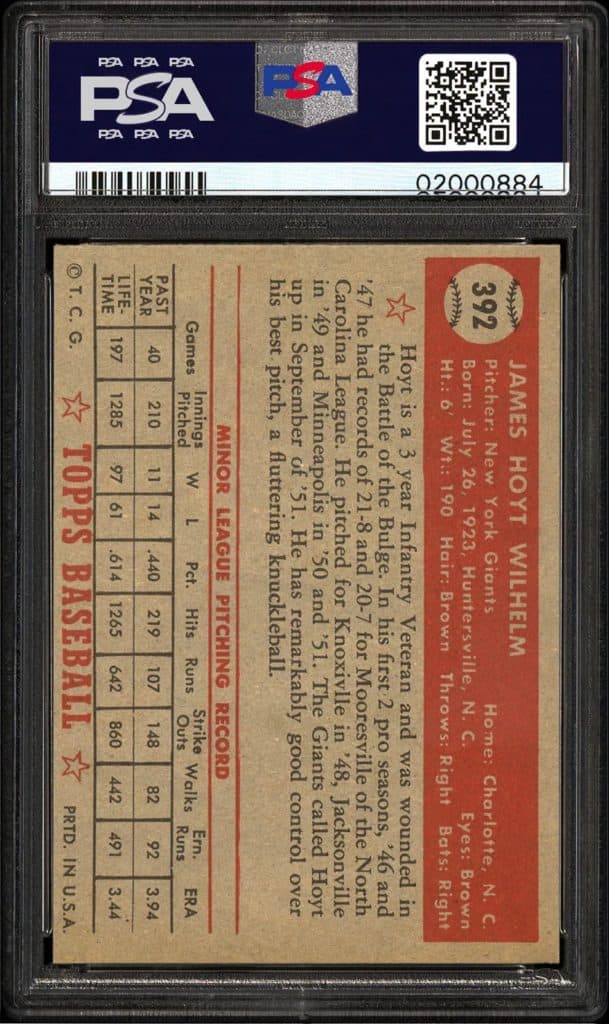 PSA PSA PSA
PSA
PSA PSA PSA
PSA
02000884
392
JAMES HOYT WILHELM
Pitcher: New York Giants Home: Charlotte, N. C.
Born: July 26, 1923, Huntersville, N. C. Eyes: Brown
Ht.: 6' Wt.: 190 Hair: Brown Throws: Right Bats: Right
Hoyt is a 3 year Infantry Veteran and was wounded in
the Battle of the Bulge. In his first 2 pro seasons, '46 and
'47 he had records of 21-8 and 20-7 for Mooresville of the North
Carolina League. He pitched for Knoxiville in '48, Jacksonville
in '49 and Minneapolis in '50 and '51. The Giants called Hoyt
up in September of '51. He has remarkably good control over
his best pitch, a fluttering knuckleball.
MINOR LEAGUE PITCHING RECORD
Games Innings Pitched W L Pct. Hits Runs Strike Outs Walks Ern. Runs ERA
PAST YEAR 40 210 11 14 .440 219 107 148 82 92 3.94
LIFE-TIME 197 1285 97 61 .614 1265 642 860 442 491 3.44
© T. C. G. TOPPS BASEBALL PRTD. IN U.S.A.